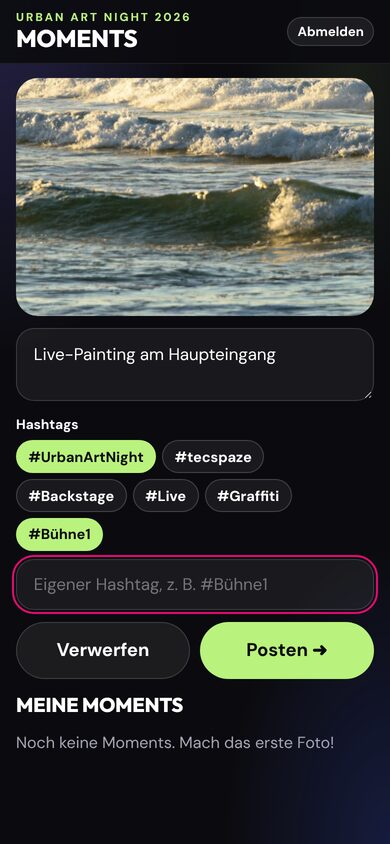 URBAN ART NIGHT 2026
MOMENTS
Abmelden
Live-Painting am Haupteingang
Hashtags
#UrbanArtNight #tecspaze
#Backstage #Live #Graffiti
#Bühne1
Eigener Hashtag, z. B. #Bühne1
Verwerfen Posten ➜
MEINE MOMENTS
Noch keine Moments. Mach das erste Foto!